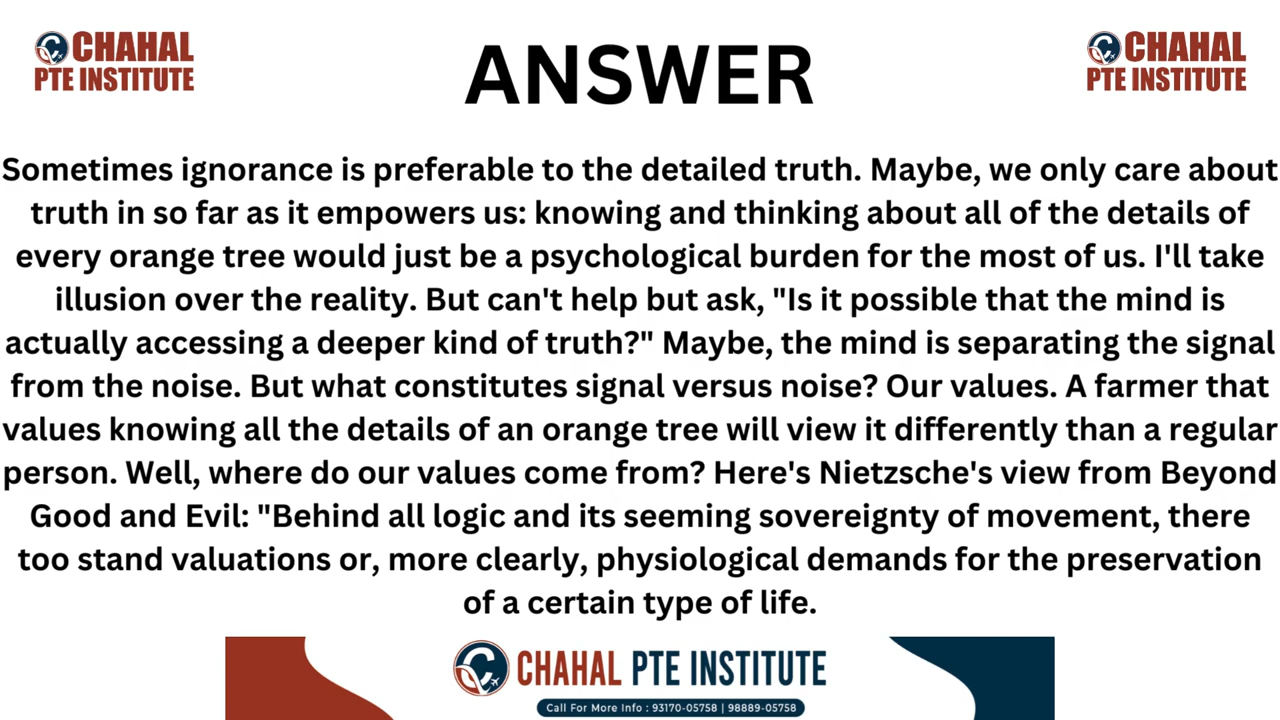 CHAHAL
PTE INSTITUTE
ANSWER
CHAHAL
PTE INSTITUTE
Sometimes ignorance is preferable to the detailed truth. Maybe, we only care about
truth in so far as it empowers us: knowing and thinking about all of the details of
every orange tree would just be a psychological burden for the most of us. I'll take
illusion over the reality. But can't help but ask, "Is it possible that the mind is
actually accessing a deeper kind of truth?" Maybe, the mind is separating the signal
from the noise. But what constitutes signal versus noise? Our values. A farmer that
values knowing all the details of an orange tree will view it differently than a regular
person. Well, where do our values come from? Here's Nietzsche's view from Beyond
Good and Evil: "Behind all logic and its seeming sovereignty of movement, there
too stand valuations or, more clearly, physiological demands for the preservation
of a certain type of life.
CHAHAL PTE INSTITUTE
Call For More Info : 93170-05758 | 98889-05758